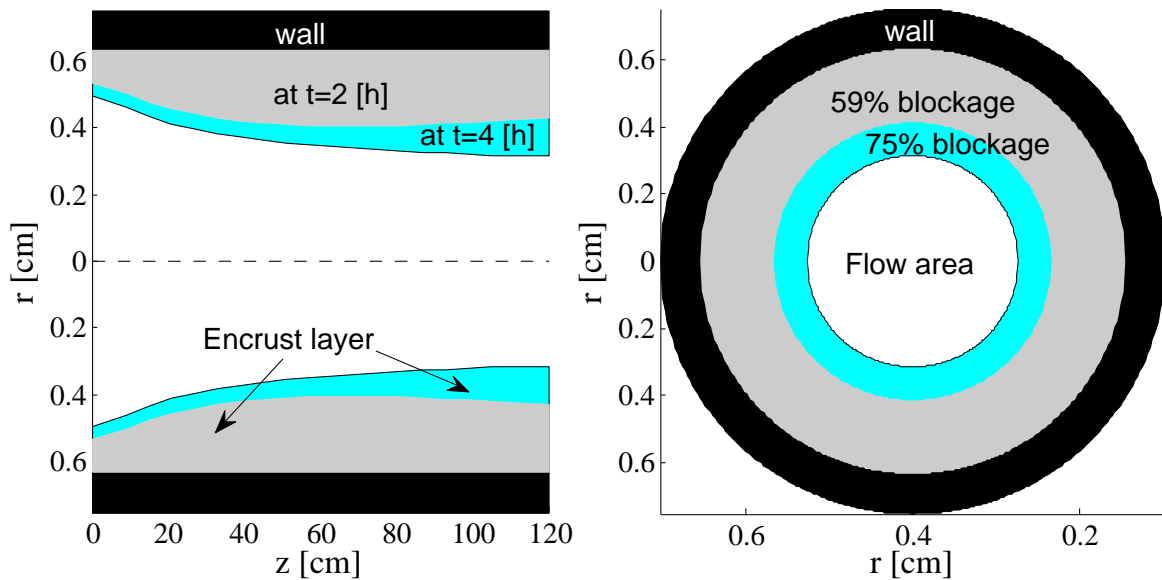 wall
0.6
at t=2 [h]
0.4
at t=4 [h]
0.2
0
r [cm]
0.2
Encrust layer
0.4
0.6
0
20
40
60
80
100
120
z [cm]
wall
0.6
59% blockage
0.4
75% blockage
0.2
0
Flow area
r [cm]
0.2
0.4
0.6
0.6
0.4
0.2
r [cm]